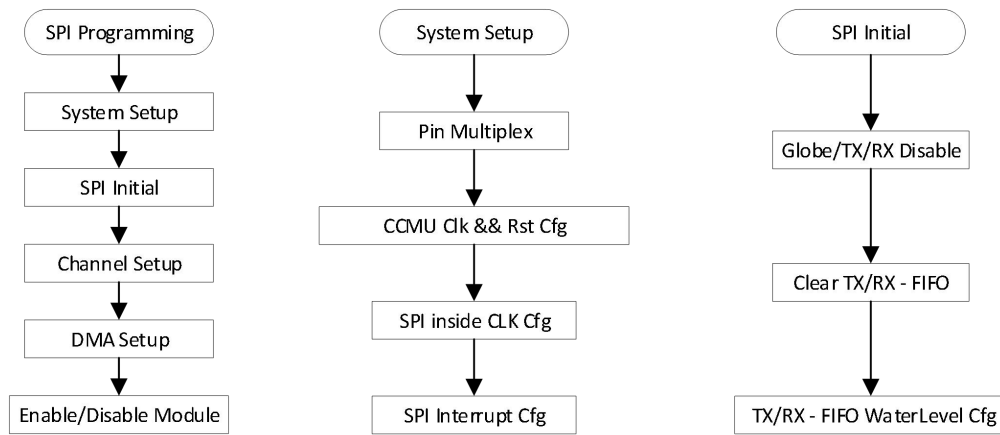 SPI Programming
System Setup
SPI Initial
Channel Setup
DMA Setup
Enable/Disable Module
System Setup
Pin Multiplex
CCMU Clk && Rst Cfg
SPI inside CLK Cfg
SPI Interrupt Cfg
SPI Initial
Globe/TX/RX Disable
Clear TX/RX - FIFO
TX/RX - FIFO WaterLevel Cfg